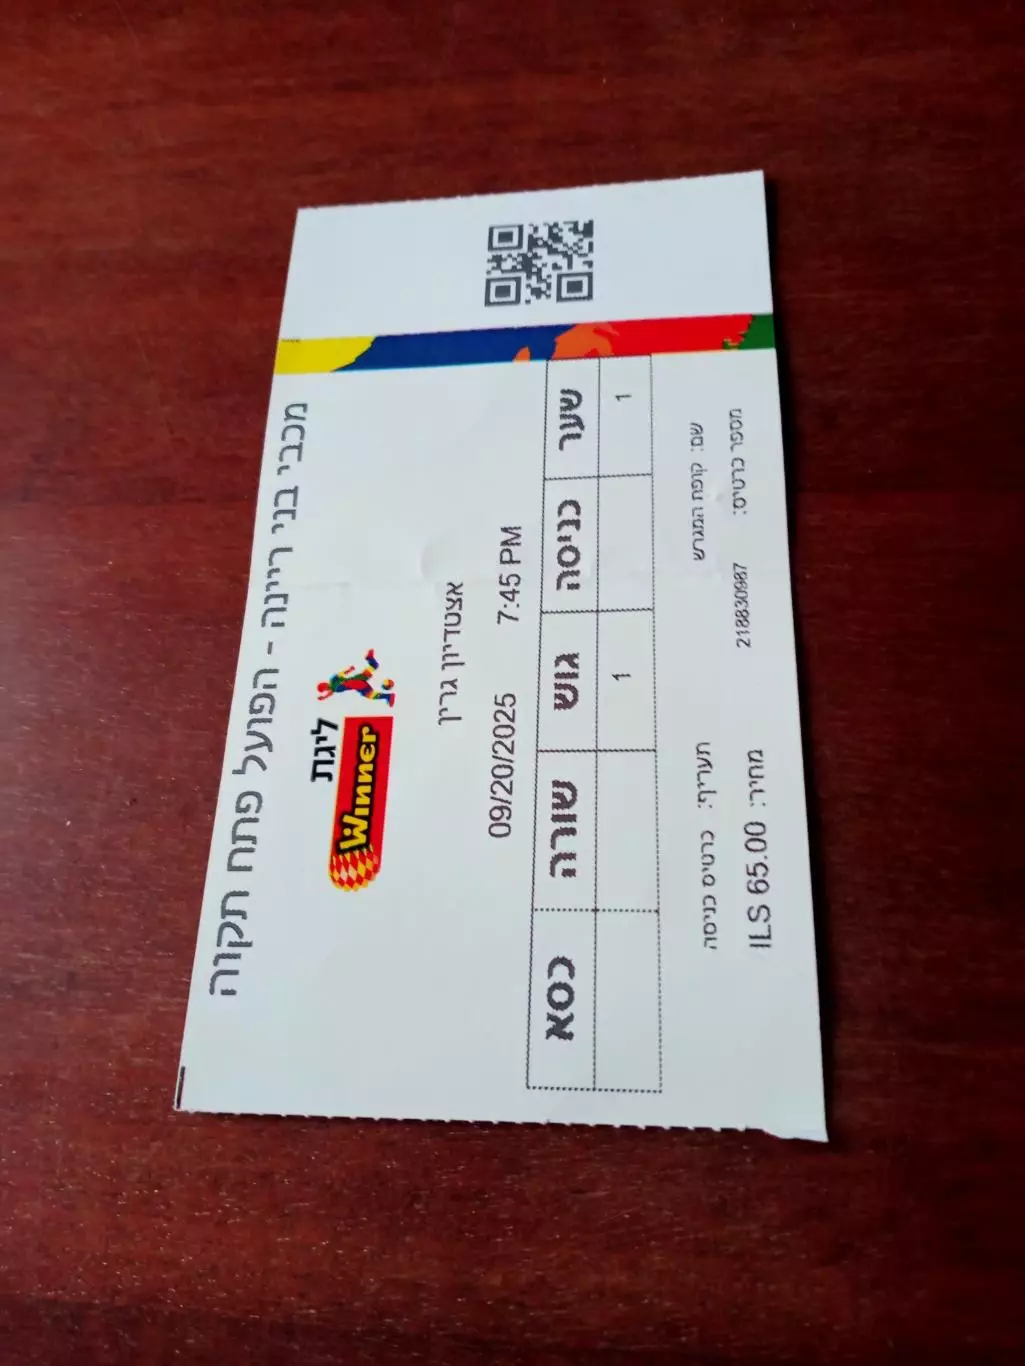 מכבי בני ריינה - הפועל פתח תקווה
ליגת
Winner
אצטדיון גרין
09/20/2025 7:45 PM
שער כניסה גוש שורה כסא
1 1
שם: קופת המגרש תעריף: כרטיס כניסה
מספר כרטיס: 218830987 מחיר: ILS 65.00